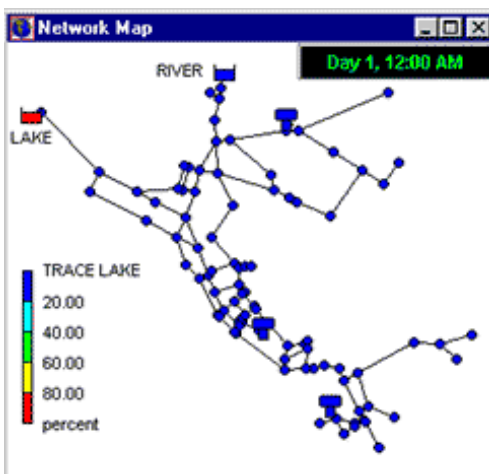 Network Map
Day 1, 12:00 AM
RIVER
LAKE
TRACE LAKE
20.00
40.00
60.00
80.00
percent